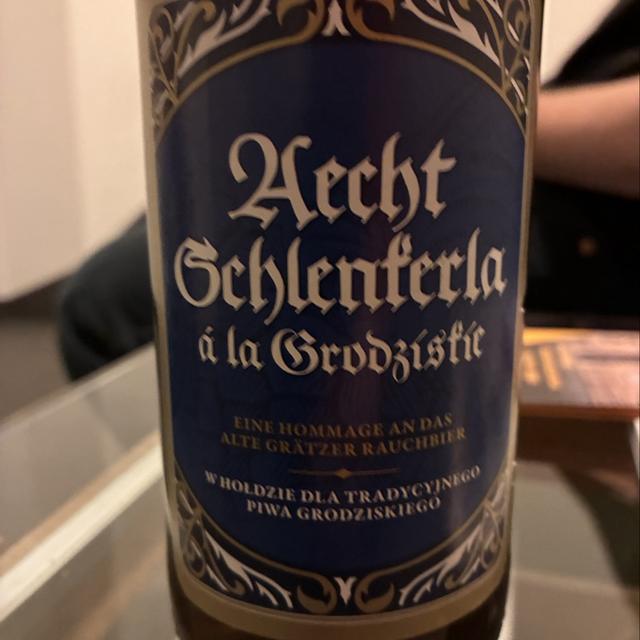 Aecht
Schlenkerla
á la Grodziskie
EINE HOMMAGE AN DAS
ALTE GRÄTZER RAUCHBIER
W HOŁDZIE DLA TRADYCYJNEGO
PIWA GRODZISKIEGO